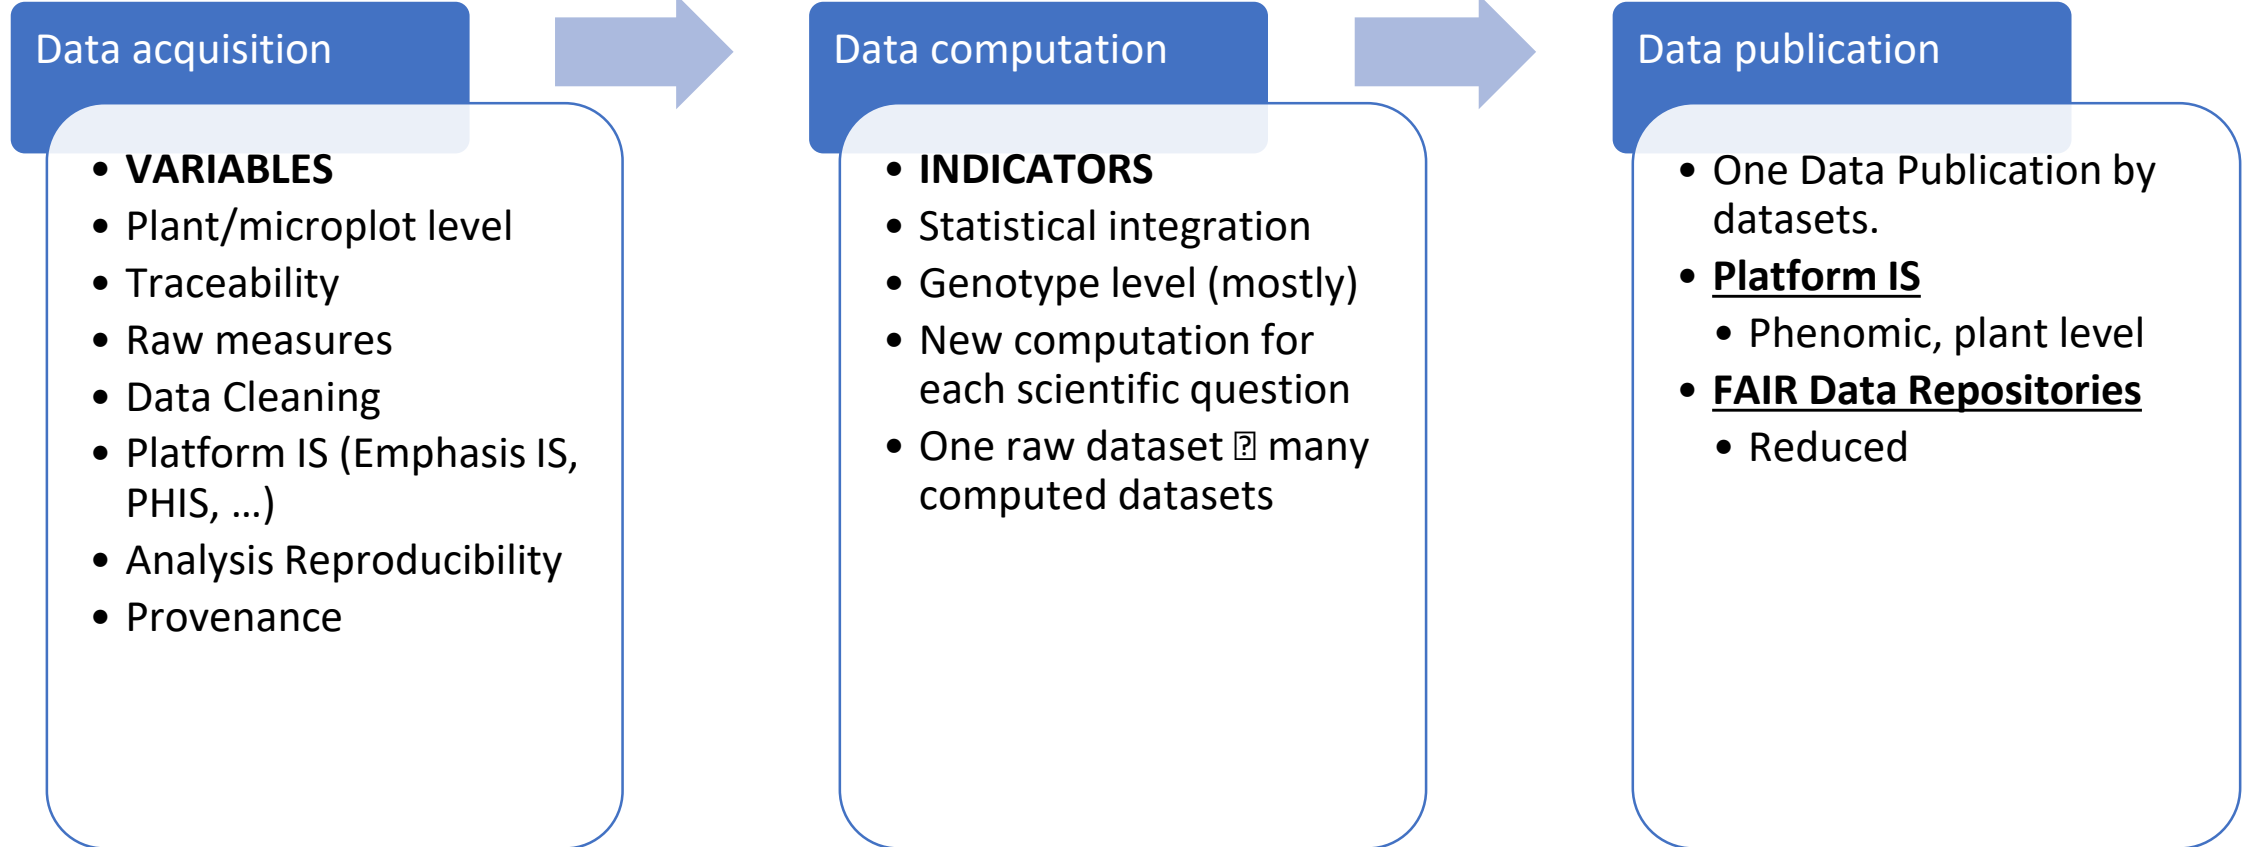 Data acquisition
• VARIABLES
• Plant/microplot level
• Traceability
• Raw measures
• Data Cleaning
• Platform IS (Emphasis IS,
PHIS, …)
• Analysis Reproducibility
• Provenance
Data computation
• INDICATORS
• Statistical integration
• Genotype level (mostly)
• New computation for
each scientific question
• One raw dataset ⍰ many
computed datasets
Data publication
• One Data Publication by
datasets.
• Platform IS
• Phenomic, plant level
• FAIR Data Repositories
• Reduced